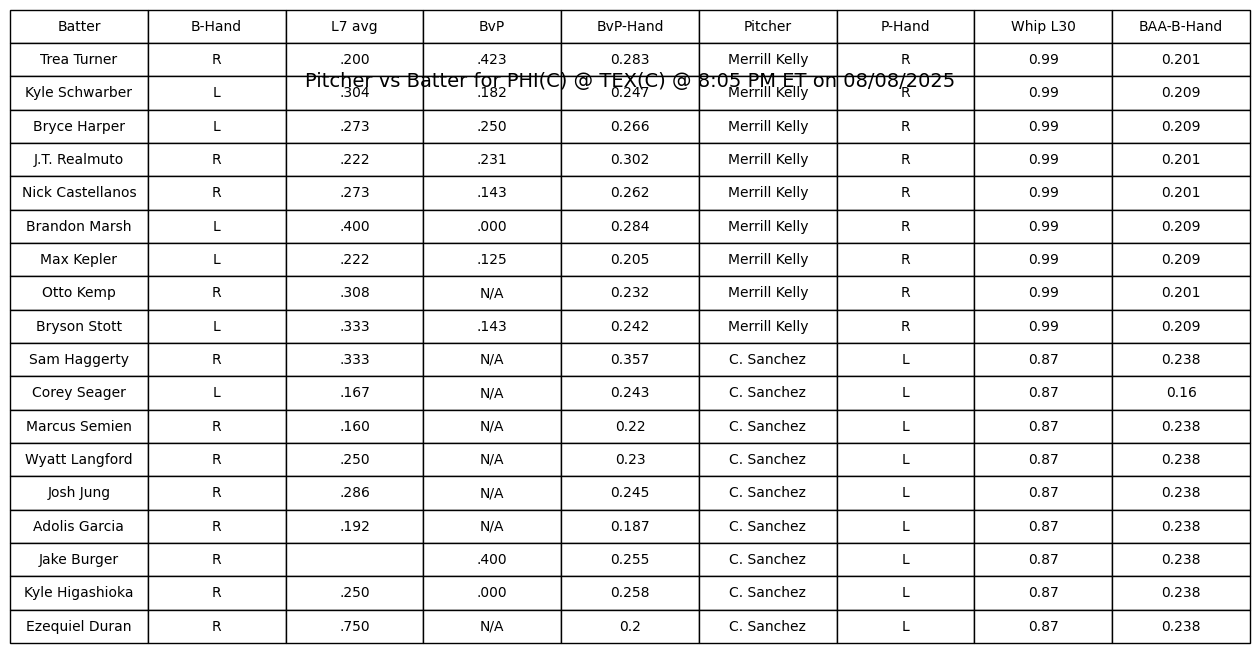 Batter B-Hand L7 avg BvP BvP-Hand Pitcher P-Hand Whip L30 BAA-B-Hand
Trea Turner R .200 .423 0.283 Merrill Kelly R 0.99 0.201
Pitcher vs Batter for PHI(C) @ TEX(C) @ 8:05 PM ET on 08/08/2025
Kyle Schwarber L .304 .182 0.247 Merrill Kelly R 0.99 0.209
Bryce Harper L .273 .250 0.266 Merrill Kelly R 0.99 0.209
J.T. Realmuto R .222 .231 0.302 Merrill Kelly R 0.99 0.201
Nick Castellanos R .273 .143 0.262 Merrill Kelly R 0.99 0.201
Brandon Marsh L .400 .000 0.284 Merrill Kelly R 0.99 0.209
Max Kepler L .222 .125 0.205 Merrill Kelly R 0.99 0.209
Otto Kemp R .308 N/A 0.232 Merrill Kelly R 0.99 0.201
Bryson Stott L .333 .143 0.242 Merrill Kelly R 0.99 0.209
Sam Haggerty R .333 N/A 0.357 C. Sanchez L 0.87 0.238
Corey Seager L .167 N/A 0.243 C. Sanchez L 0.87 0.16
Marcus Semien R .160 N/A 0.22 C. Sanchez L 0.87 0.238
Wyatt Langford R .250 N/A 0.23 C. Sanchez L 0.87 0.238
Josh Jung R .286 N/A 0.245 C. Sanchez L 0.87 0.238
Adolis Garcia R .192 N/A 0.187 C. Sanchez L 0.87 0.238
Jake Burger R .400 0.255 C. Sanchez L 0.87 0.238
Kyle Higashioka R .250 .000 0.258 C. Sanchez L 0.87 0.238
Ezequiel Duran R .750 N/A 0.2 C. Sanchez L 0.87 0.238